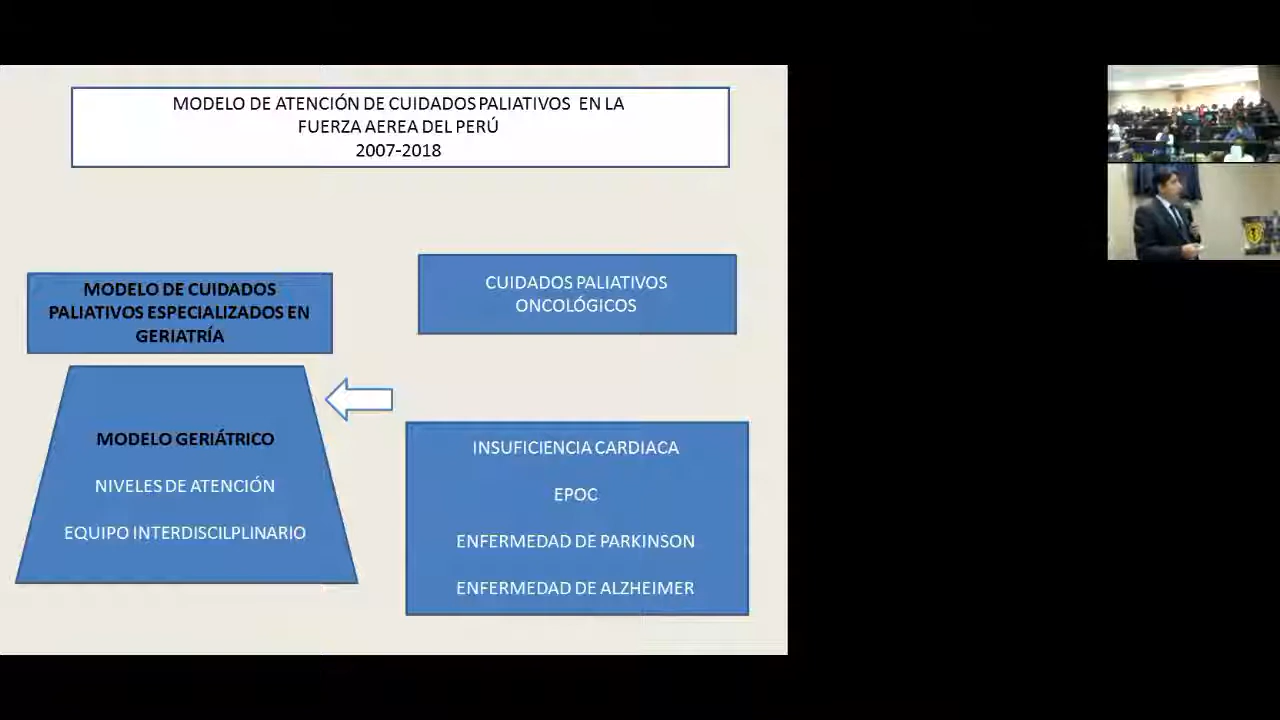 MODELO DE ATENCIÓN DE CUIDADOS PALIATIVOS EN LA
FUERZA AEREA DEL PERÚ
2007-2018
MODELO DE CUIDADOS
PALIATIVOS ESPECIALIZADOS EN
GERIATRÍA
MODELO GERIÁTRICO
NIVELES DE ATENCIÓN
EQUIPO INTERDISCILPLINARIO
CUIDADOS PALIATIVOS
ONCOLÓGICOS
INSUFICIENCIA CARDIACA
EPOC
ENFERMEDAD DE PARKINSON
ENFERMEDAD DE ALZHEIMER